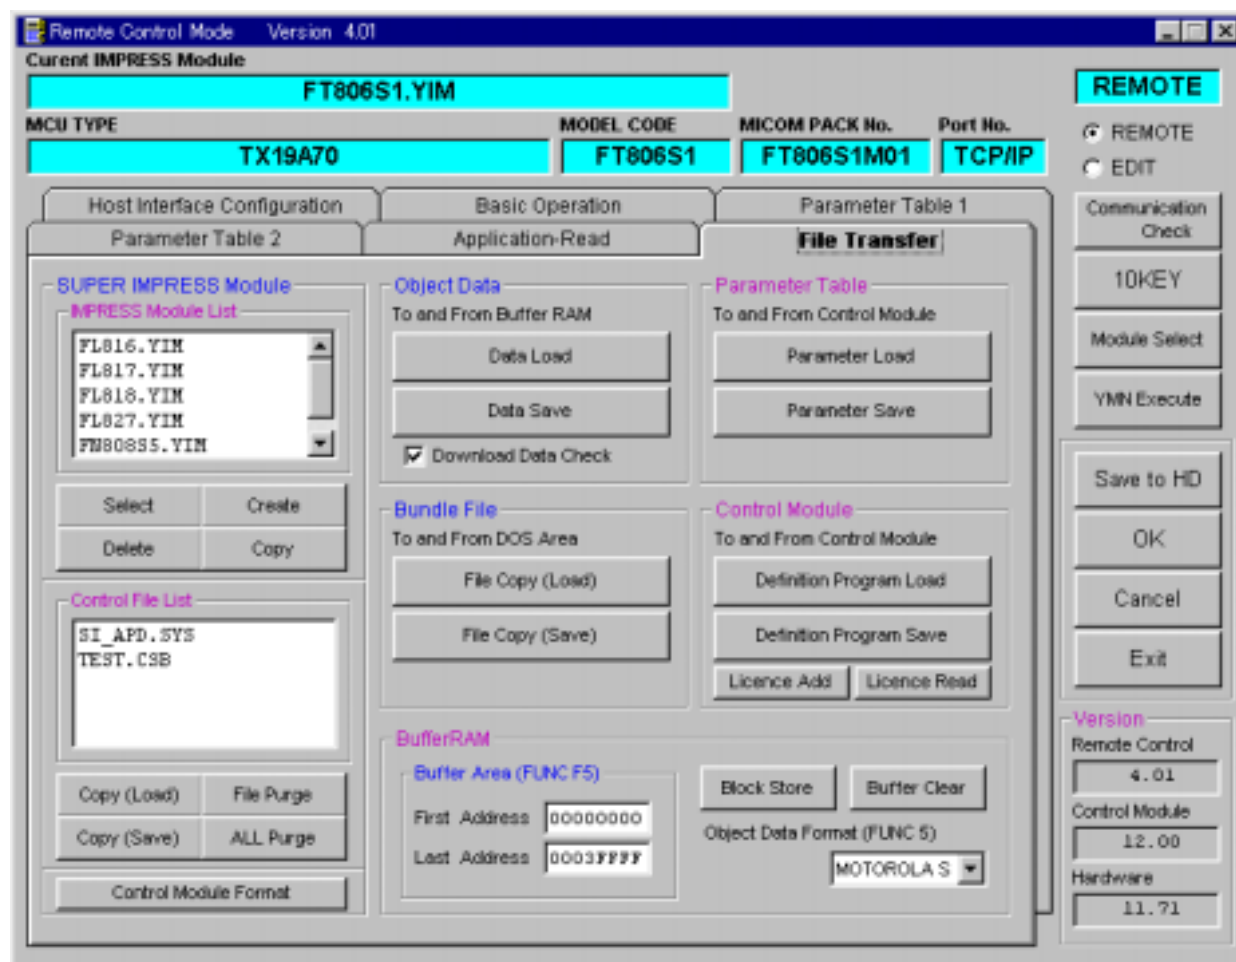 Remote Control Mode Version 4.01
Curent IMPRESS Module
FT806S1.YIM
REMOTE
MCU TYPE MODEL CODE MICOM PACK No. Port No.
TX19A70 FT806S1 FT806S1M01 TCP/IP
REMOTE
EDIT
Host Interface Configuration Basic Operation Parameter Table 1
Parameter Table 2 Application-Read File Transfer
SUPER IMPRESS Module
IMPRESS Module List
FL816.YIM
FL817.YIM
FL818.YIM
FL827.YIM
FN808S5.YIM
Select Create
Delete Copy
Control File List
SI_APD.SYS
TEST.CSB
Copy (Load) File Purge
Copy (Save) ALL Purge
Control Module Format
Object Data
To and From Buffer RAM
Data Load
Data Save
Download Data Check
Parameter Table
To and From Control Module
Parameter Load
Parameter Save
Bundle File
To and From DOS Area
File Copy (Load)
File Copy (Save)
Control Module
To and From Control Module
Definition Program Load
Definition Program Save
Licence Add Licence Read
BufferRAM
Buffer Area (FUNC F5)
First Address 00000000
Last Address 0003FFFF
Block Store Buffer Clear
Object Data Format (FUNC 5)
MOTOROLA S
Communication
Check
10KEY
Module Select
YMN Execute
Save to HD
OK
Cancel
Exit
Version
Remote Control
4.01
Control Module
12.00
Hardware
11.71